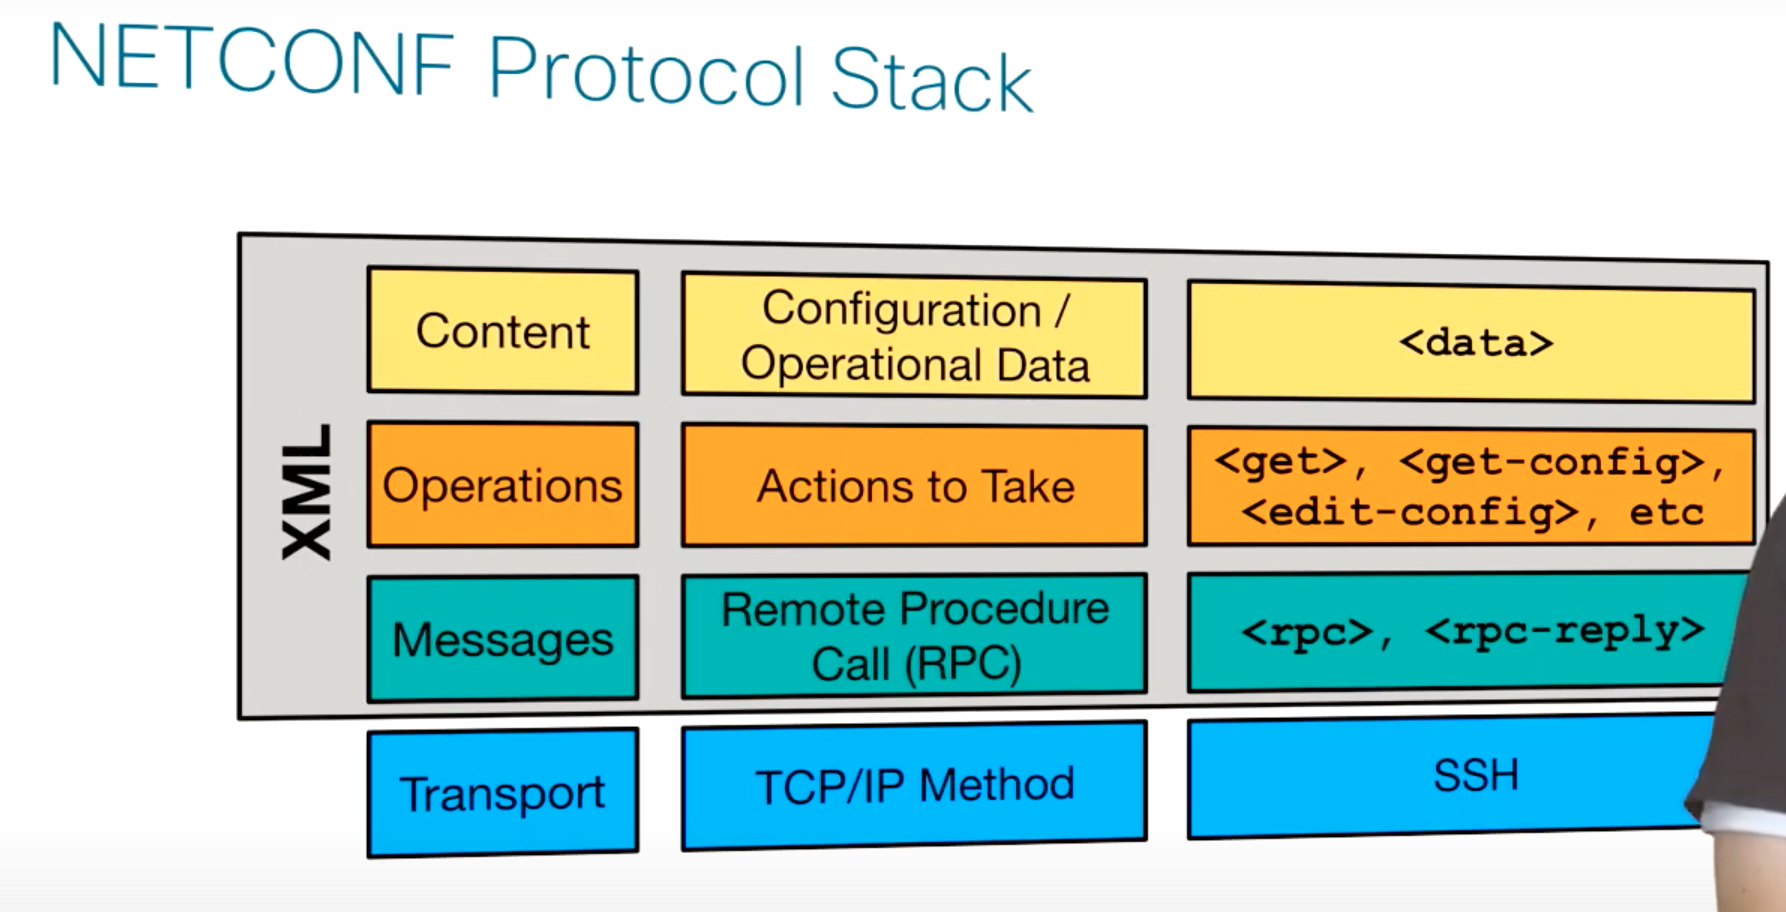 NETCONF Protocol Stack
XML
Content
Configuration /
Operational Data
<data>
Operations
Actions to Take
<get>, <get-config>,
<edit-config>, etc
Messages
Remote Procedure
Call (RPC)
<rpc>, <rpc-reply>
Transport
TCP/IP Method
SSH